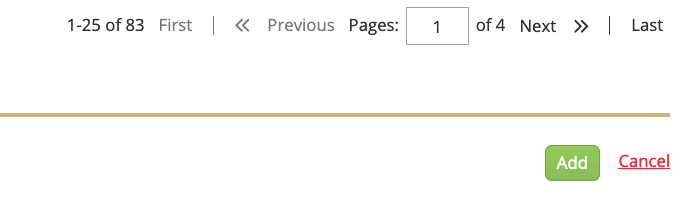 1-25 of 83 First | « Previous Pages: 1 of 4 Next » | Last
Add Cancel